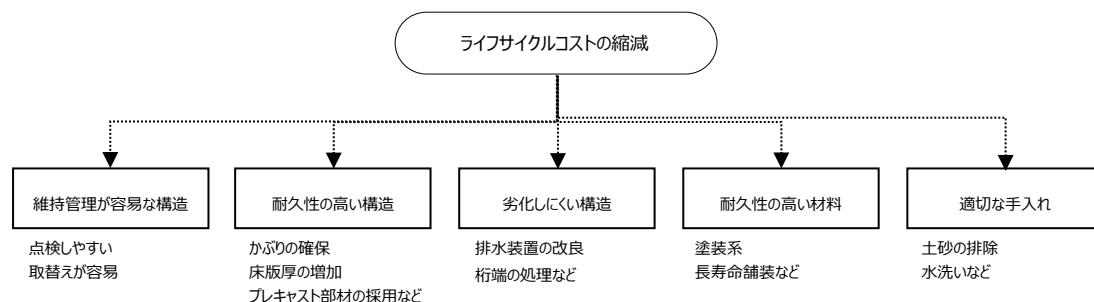 ライフサイクルコストの縮減
維持管理が容易な構造
点検しやすい
取替えが容易
耐久性の高い構造
かぶりの確保
床版厚の増加
プレキャスト部材の採用など
劣化しにくい構造
排水装置の改良
桁端の処理など
耐久性の高い材料
塗装系
長寿命舗装など
適切な手入れ
土砂の排除
水洗いなど